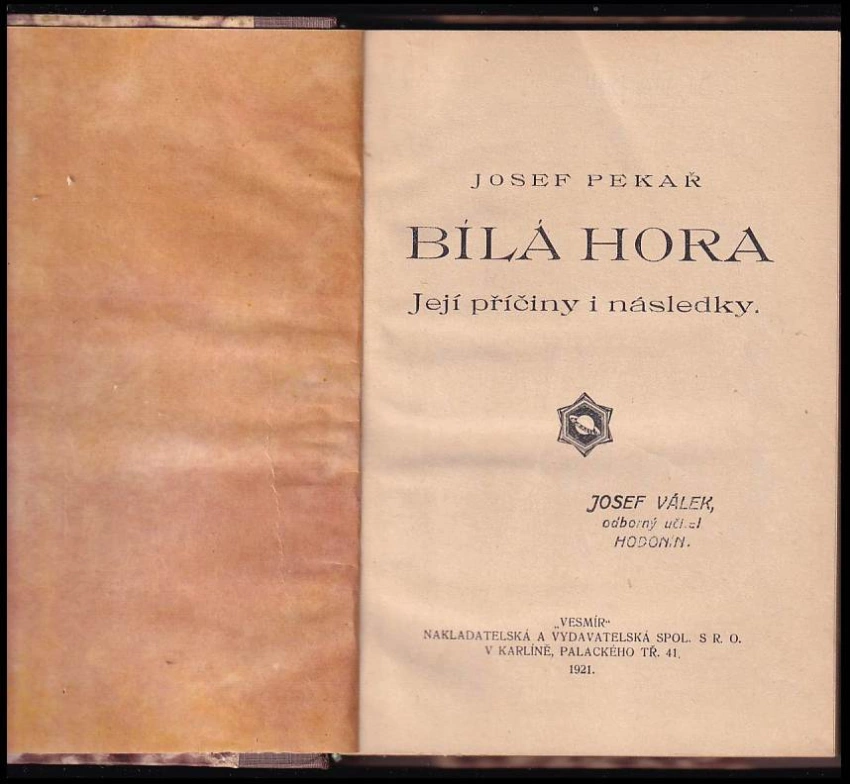 JOSEF PEKAŘ
BÍLÁ HORA
Její příčiny i následky.
JOSEF VÁLEK,
odborný
HODONÍN.
„VESMÍR“
NAKLADATELSKÁ A VYDAVATELSKÁ SPOL. S R. O.
V KARLÍNĚ, PALACKÉHO TŘ. 41.
1921.